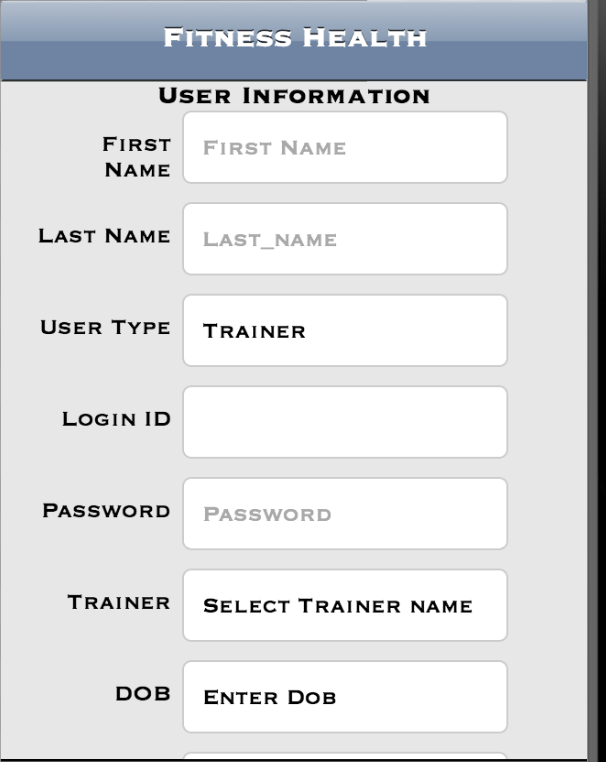 Fitness Health
User Information
First
Name
First Name
Last Name
Last_name
User Type
Trainer
Login ID
Password
Password
Trainer
Select Trainer name
DOB
Enter Dob